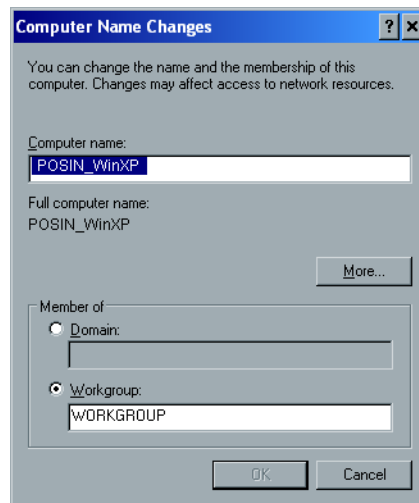 Computer Name Changes
You can change the name and the membership of this
computer. Changes may affect access to network resources.
Computer name:
POSIN_WinXP
Full computer name:
POSIN_WinXP
More...
Member of
Domain:
Workgroup:
WORKGROUP
OK Cancel